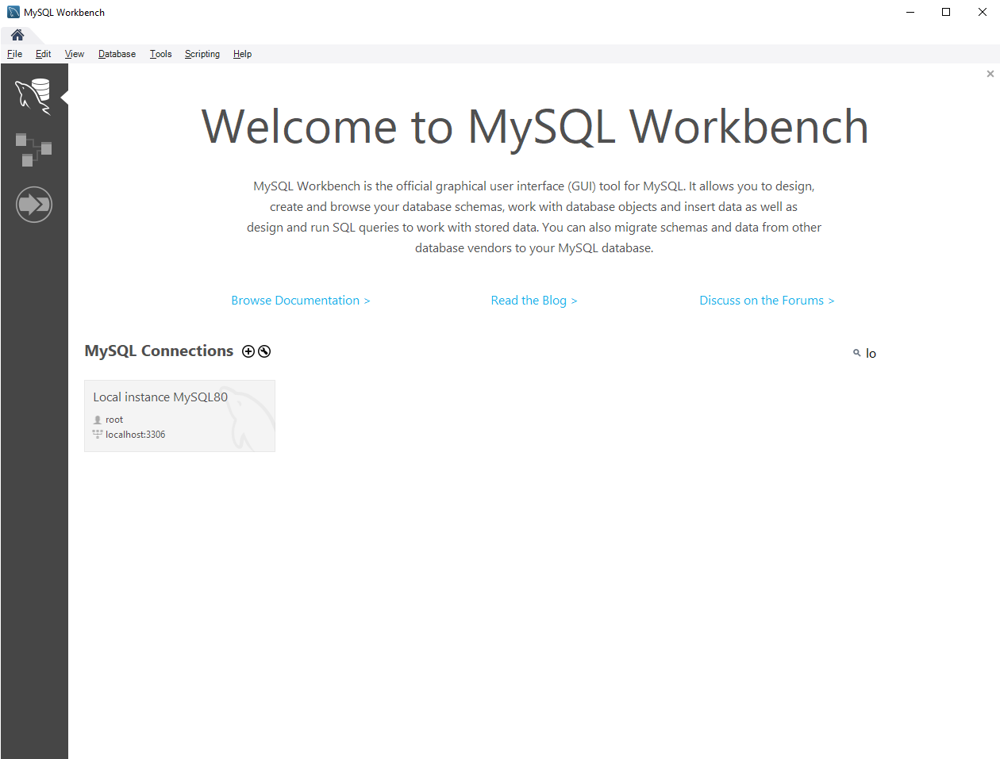 MySQL Workbench
File Edit View Database Tools Scripting Help
Welcome to MySQL Workbench
MySQL Workbench is the official graphical user interface (GUI) tool for MySQL. It allows you to design,
create and browse your database schemas, work with database objects and insert data as well as
design and run SQL queries to work with stored data. You can also migrate schemas and data from other
database vendors to your MySQL database.
Browse Documentation > Read the Blog > Discuss on the Forums >
MySQL Connections lo
Local instance MySQL80
root
localhost:3306